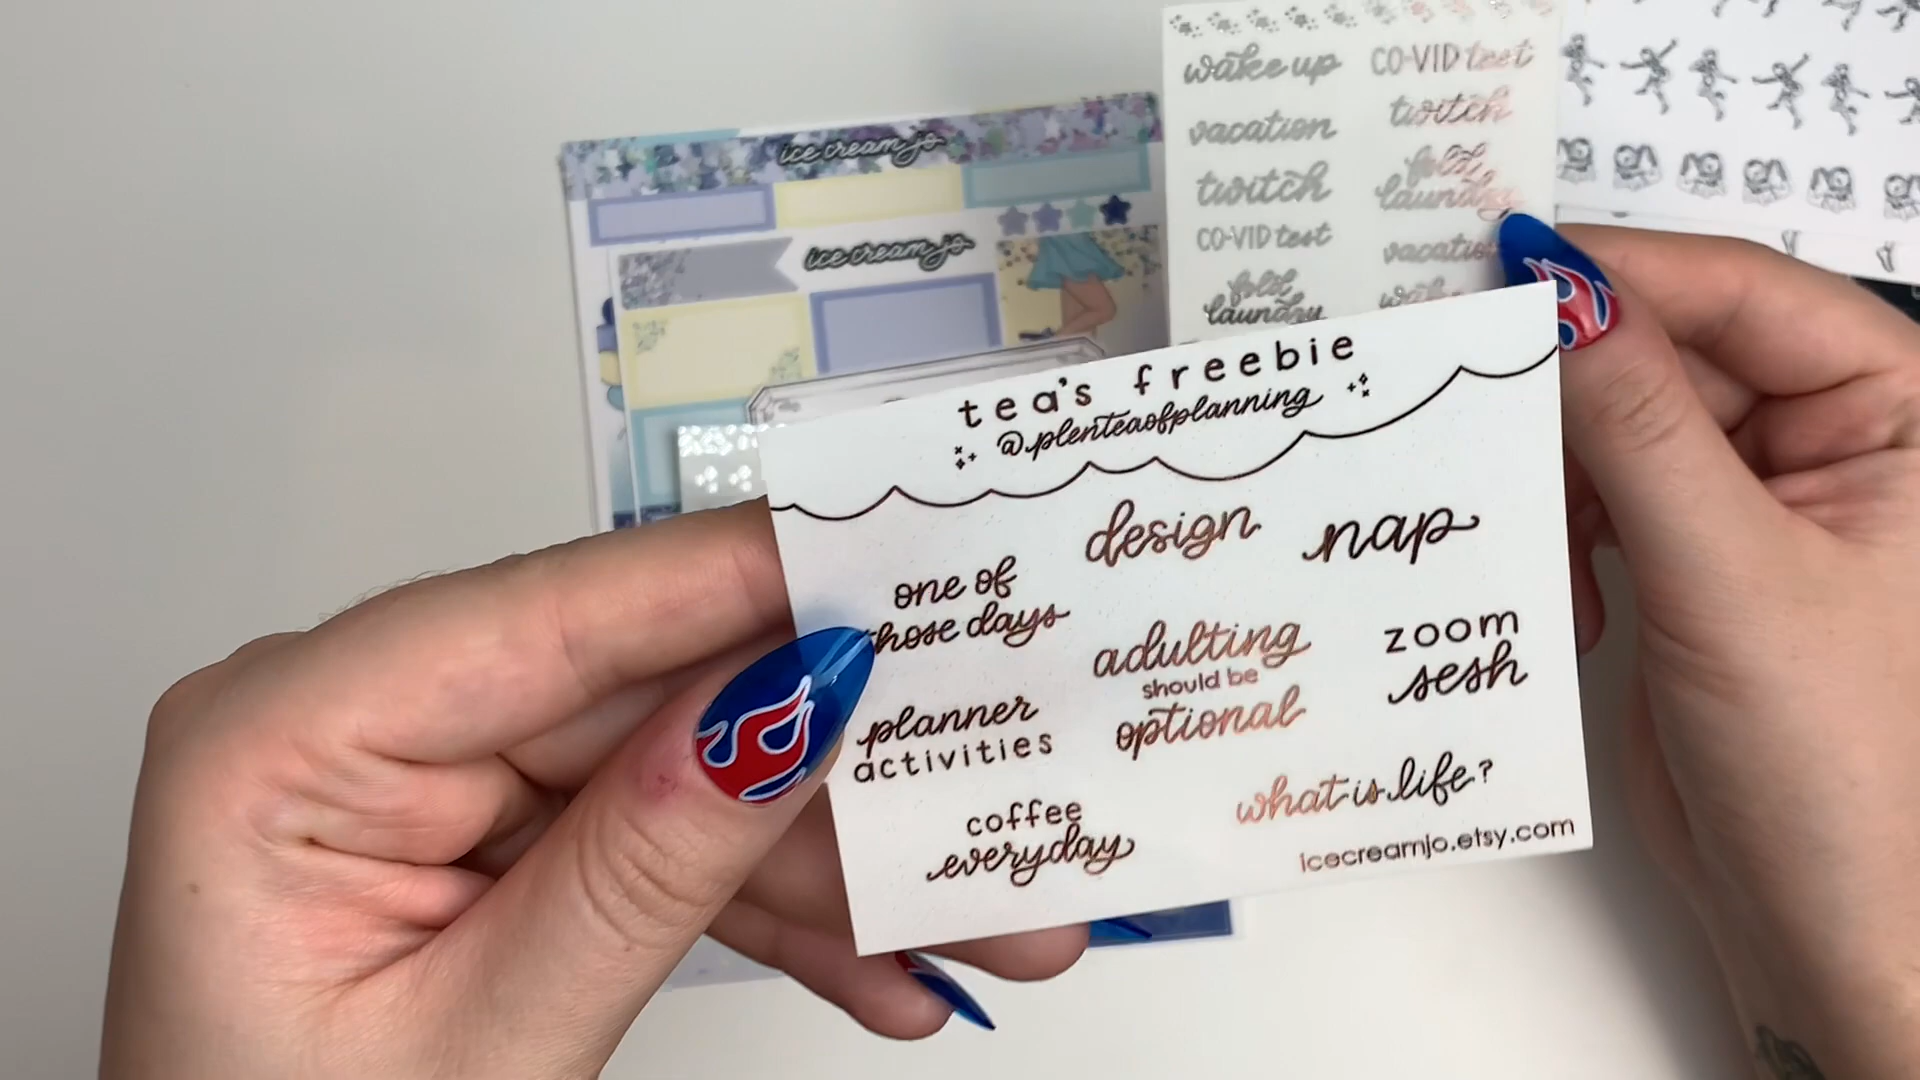 ice cream jo
ice cream jo
wake up
vacation
twitch
CO-VID test
fold
laundry
CO-VID test
twitch
fold
laundry
vacation
wake
tea's freebie
@plenteaofplanning
design
nap
one of
those days
adulting
should be
optional
zoom
sesh
planner
activities
coffee
everyday
what is life?
icecreamjo.etsy.com